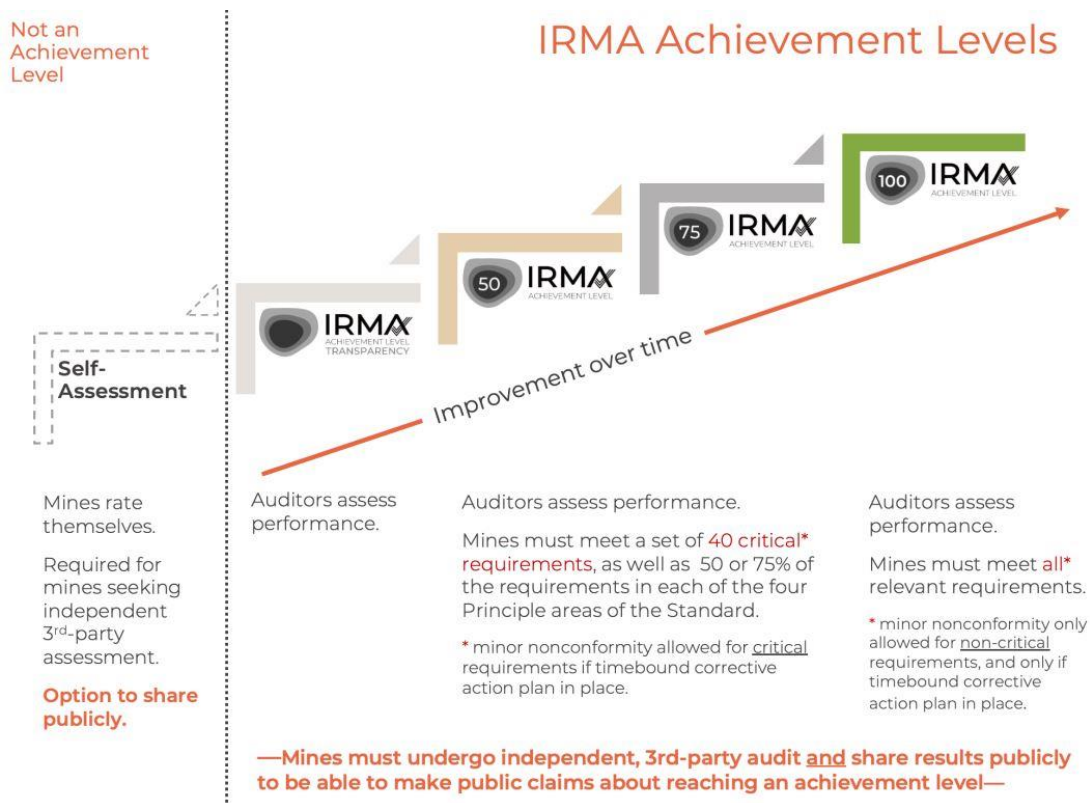 Not an
Achievement
Level
IRMA Achievement Levels
100
IRMA
ACHIEVEMENT LEVEL
75
IRMA
ACHIEVEMENT LEVEL
50
IRMA
ACHIEVEMENT LEVEL
IRMA
ACHIEVEMENT LEVEL
TRANSPARENCY
Self-
Assessment
Improvement over time
Mines rate
themselves.
Required for
mines seeking
independent
3rd-party
assessment.
Option to share
publicly.
Auditors assess
performance.
Auditors assess performance.
Mines must meet a set of 40 critical*
requirements, as well as 50 or 75% of
the requirements in each of the four
Principle areas of the Standard.
* minor nonconformity allowed for critical
requirements if timebound corrective
action plan in place.
Auditors assess
performance.
Mines must meet all*
relevant requirements.
* minor nonconformity only
allowed for non-critical
requirements, and only if
timebound corrective
action plan in place.
—Mines must undergo independent, 3rd-party audit and share results publicly
to be able to make public claims about reaching an achievement level—